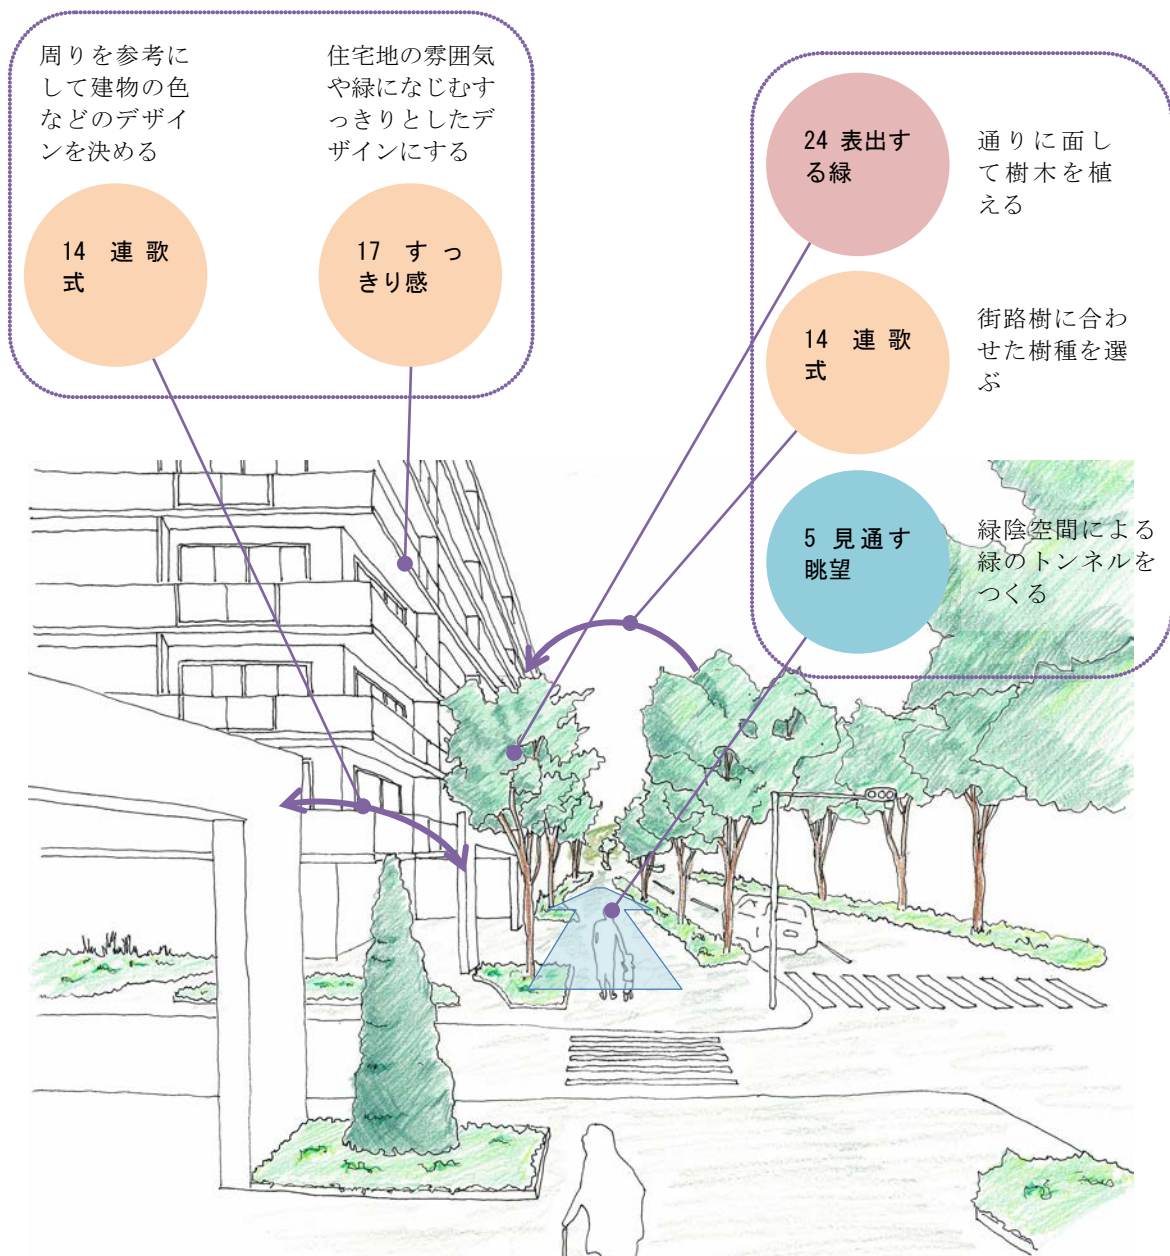 周りを参考に
して建物の色
などのデザイ
ンを決める
住宅地の雰囲気
や緑になじむす
っきりとしたデ
ザインにする
14 連歌
式
17 すっ
きり感
24 表出す
る緑
通りに面し
て樹木を植
える
14 連歌
式
街路樹に合わ
せた樹種を選
ぶ
5 見通す
眺望
緑陰空間による
緑のトンネルを
つくる